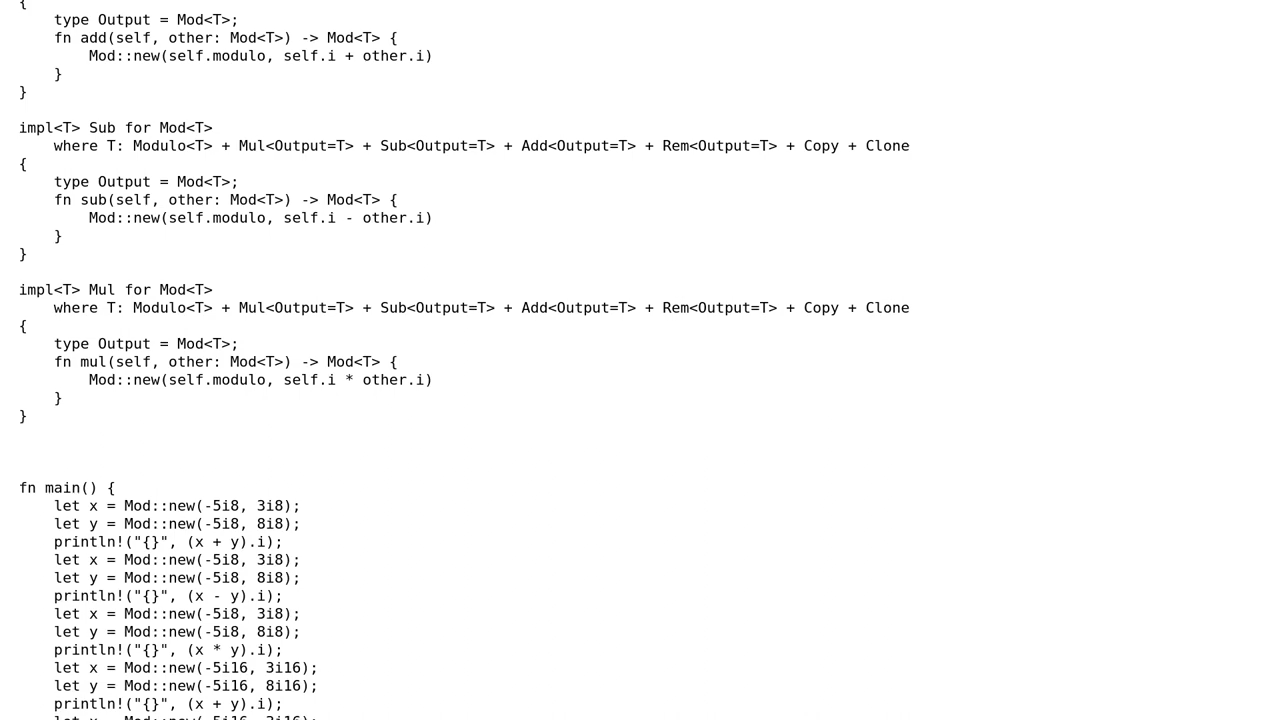 {
    type Output = Mod<T>;
    fn add(self, other: Mod<T>) -> Mod<T> {
        Mod::new(self.modulo, self.i + other.i)
    }
}

impl<T> Sub for Mod<T>
    where T: Modulo<T> + Mul<Output=T> + Sub<Output=T> + Add<Output=T> + Rem<Output=T> + Copy + Clone
{
    type Output = Mod<T>;
    fn sub(self, other: Mod<T>) -> Mod<T> {
        Mod::new(self.modulo, self.i - other.i)
    }
}

impl<T> Mul for Mod<T>
    where T: Modulo<T> + Mul<Output=T> + Sub<Output=T> + Add<Output=T> + Rem<Output=T> + Copy + Clone
{
    type Output = Mod<T>;
    fn mul(self, other: Mod<T>) -> Mod<T> {
        Mod::new(self.modulo, self.i * other.i)
    }
}

fn main() {
    let x = Mod::new(-5i8, 3i8);
    let y = Mod::new(-5i8, 8i8);
    println!("{}", (x + y).i);
    let x = Mod::new(-5i8, 3i8);
    let y = Mod::new(-5i8, 8i8);
    println!("{}", (x - y).i);
    let x = Mod::new(-5i8, 3i8);
    let y = Mod::new(-5i8, 8i8);
    println!("{}", (x * y).i);
    let x = Mod::new(-5i16, 3i16);
    let y = Mod::new(-5i16, 8i16);
    println!("{}", (x + y).i);
    let x = Mod::new(-5i16, 3i16);